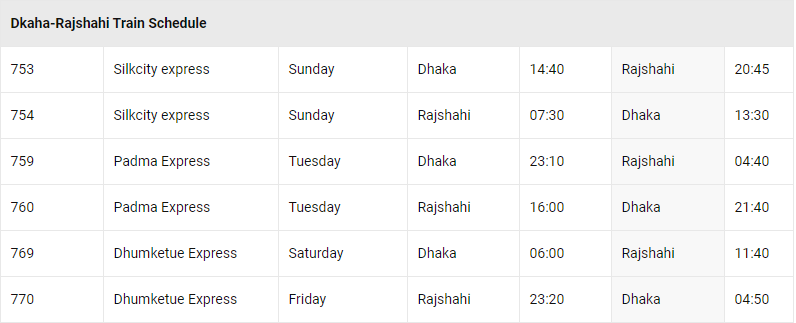 Dkaha-Rajshahi Train Schedule
753 Silkcity express Sunday Dhaka 14:40 Rajshahi 20:45
754 Silkcity express Sunday Rajshahi 07:30 Dhaka 13:30
759 Padma Express Tuesday Dhaka 23:10 Rajshahi 04:40
760 Padma Express Tuesday Rajshahi 16:00 Dhaka 21:40
769 Dhumketue Express Saturday Dhaka 06:00 Rajshahi 11:40
770 Dhumketue Express Friday Rajshahi 23:20 Dhaka 04:50